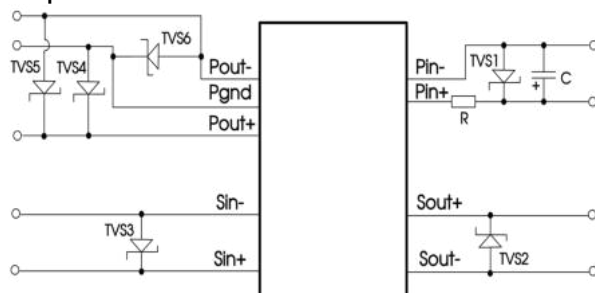 TVS6
TVS5
TVS4
Pout-
Pgnd
Pout+
Pin-
Pin+
TVS1
+
C
R
Sin-
Sin+
TVS3
Sout+
Sout-
TVS2